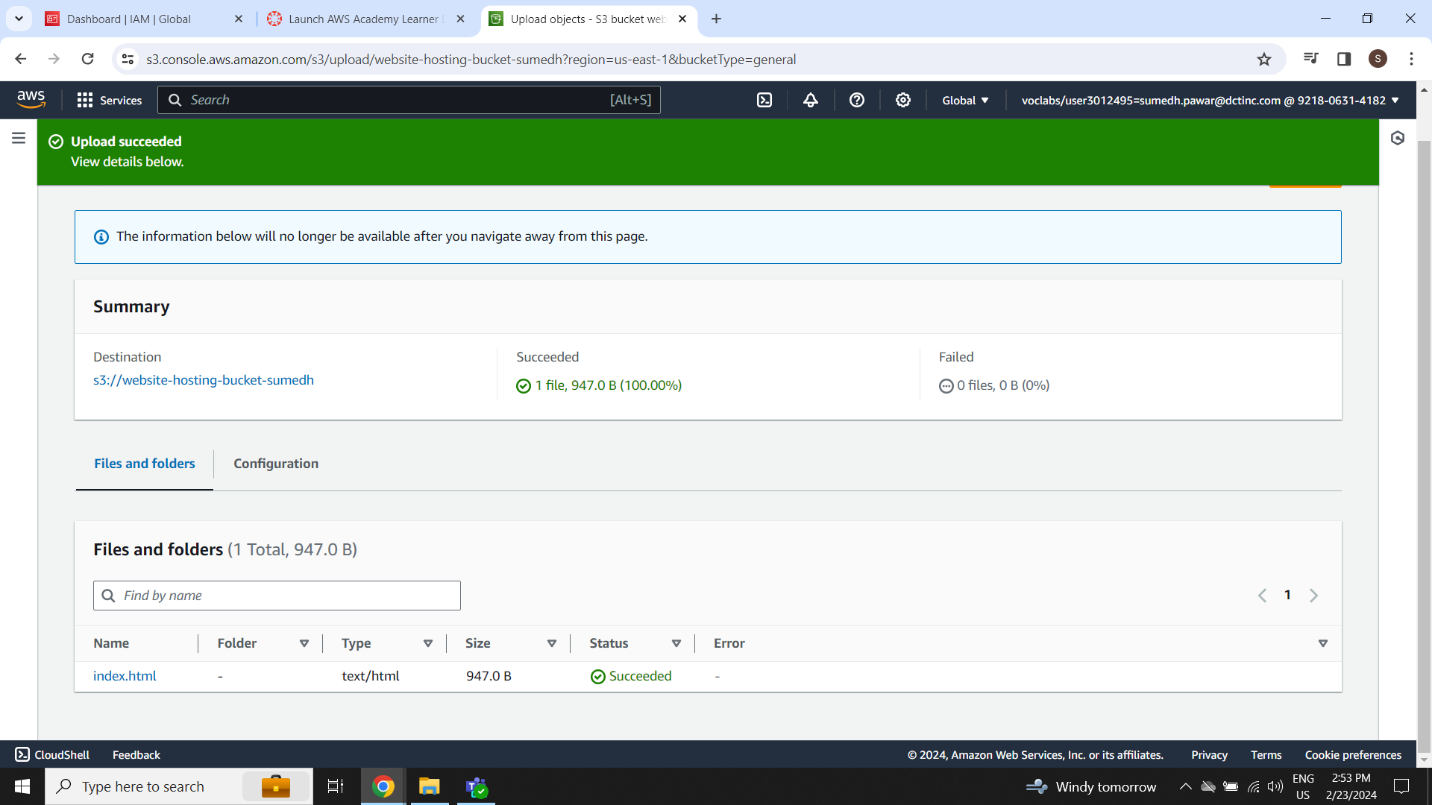 Dashboard | IAM | Global
Launch AWS Academy Learner
Upload objects - S3 bucket web
s3.console.aws.amazon.com/s3/upload/website-hosting-bucket-sumedh?region=us-east-1&bucketType=general
S
aws
Services
Search
[Alt+S]
Global
voclabs/user3012495=sumedh.pawar@dctinc.com @ 9218-0631-4182
Upload succeeded
View details below.
The information below will no longer be available after you navigate away from this page.
Summary
Destination
s3://website-hosting-bucket-sumedh
Succeeded
1 file, 947.0 B (100.00%)
Failed
0 files, 0 B (0%)
Files and folders
Configuration
Files and folders (1 Total, 947.0 B)
Find by name
1
Name Folder Type Size Status Error
index.html - text/html 947.0 B Succeeded -
CloudShell
Feedback
© 2024, Amazon Web Services, Inc. or its affiliates.
Privacy
Terms
Cookie preferences
Type here to search
Windy tomorrow
ENG
US
2:53 PM
2/23/2024